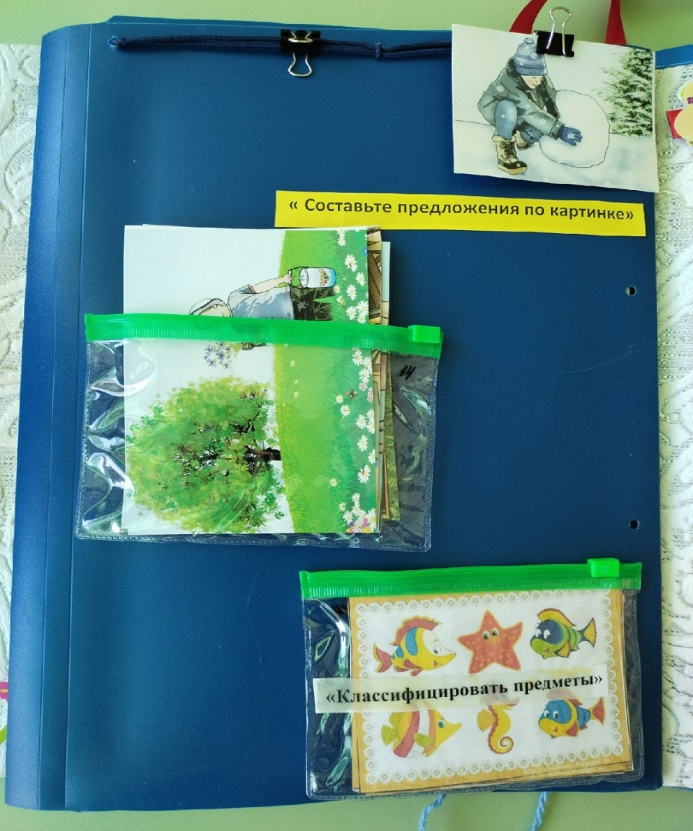 « Составьте предложения по картинке»
«Классифицировать предметы»